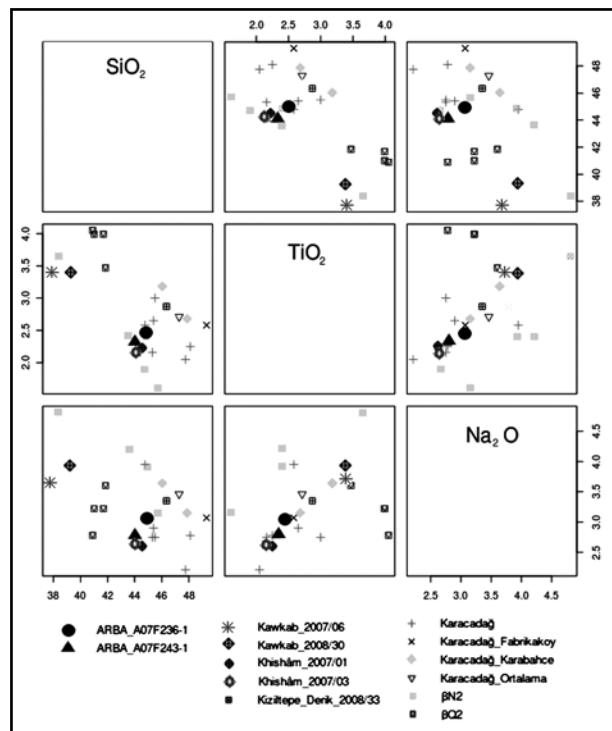 2.0 2.5 3.0 3.5 4.0
SiO2
38 40 42 44 46 48
2.0 2.5 3.0 3.5 4.0
TiO2
Na2 O
2.5 3.0 3.5 4.0 4.5
38 40 42 44 46 48
2.5 3.0 3.5 4.0 4.5
ARBA_A07F236-1
ARBA_A07F243-1
Kawkab_2007/06
Kawkab_2008/30
Khishâm_2007/01
Khishâm_2007/03
Kiziltepe_Derik_2008/33
Karacadağ
Karacadağ_Fabrikakoy
Karacadağ_Karabahce
Karacadağ_Ortalama
βN2
βQ2